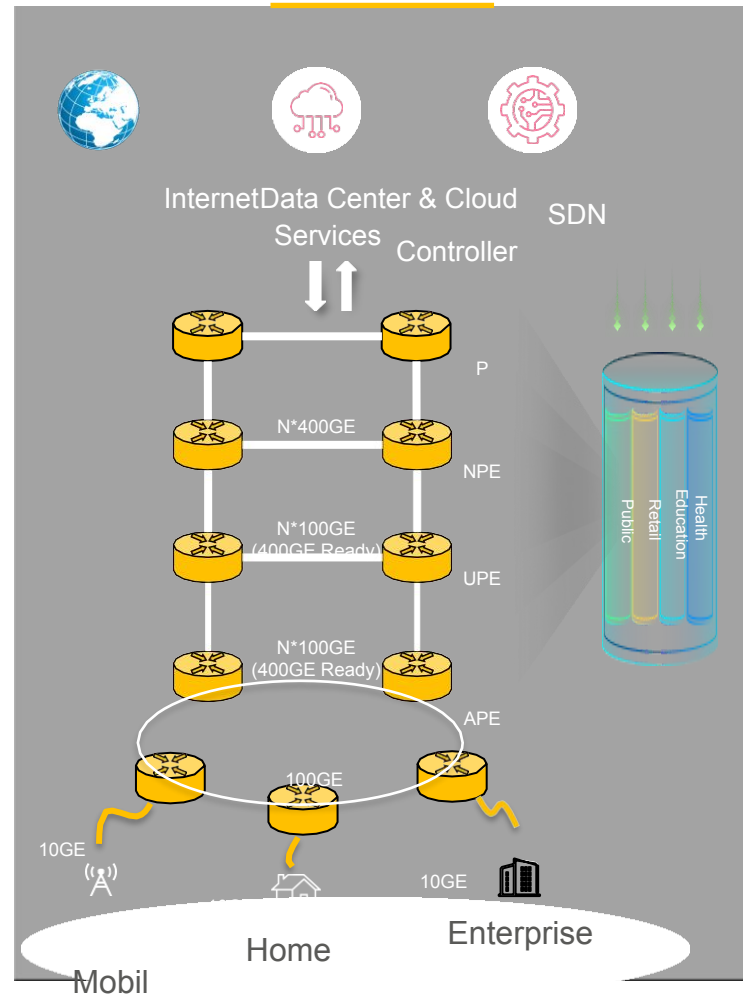 InternetData Center & Cloud
Services
SDN
Controller
P
N*400GE
NPE
N*100GE
(400GE Ready)
UPE
N*100GE
(400GE Ready)
APE
100GE
Public
Retail
Education
Health
10GE
10GE
Home
Enterprise
Mobil